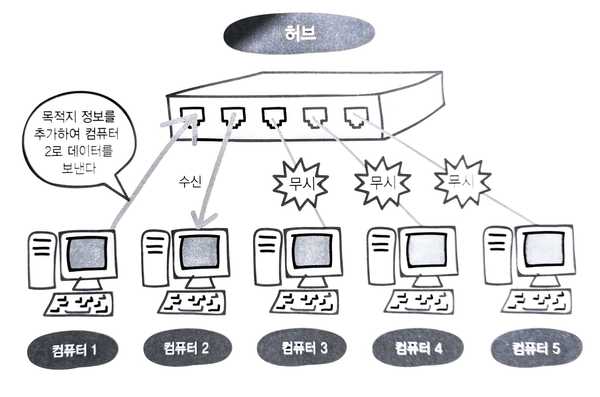 허브
목적지 정보를
추가하여 컴퓨터
2로 데이터를
보낸다
수신
무시
무시
무시
컴퓨터 1
컴퓨터 2
컴퓨터 3
컴퓨터 4
컴퓨터 5